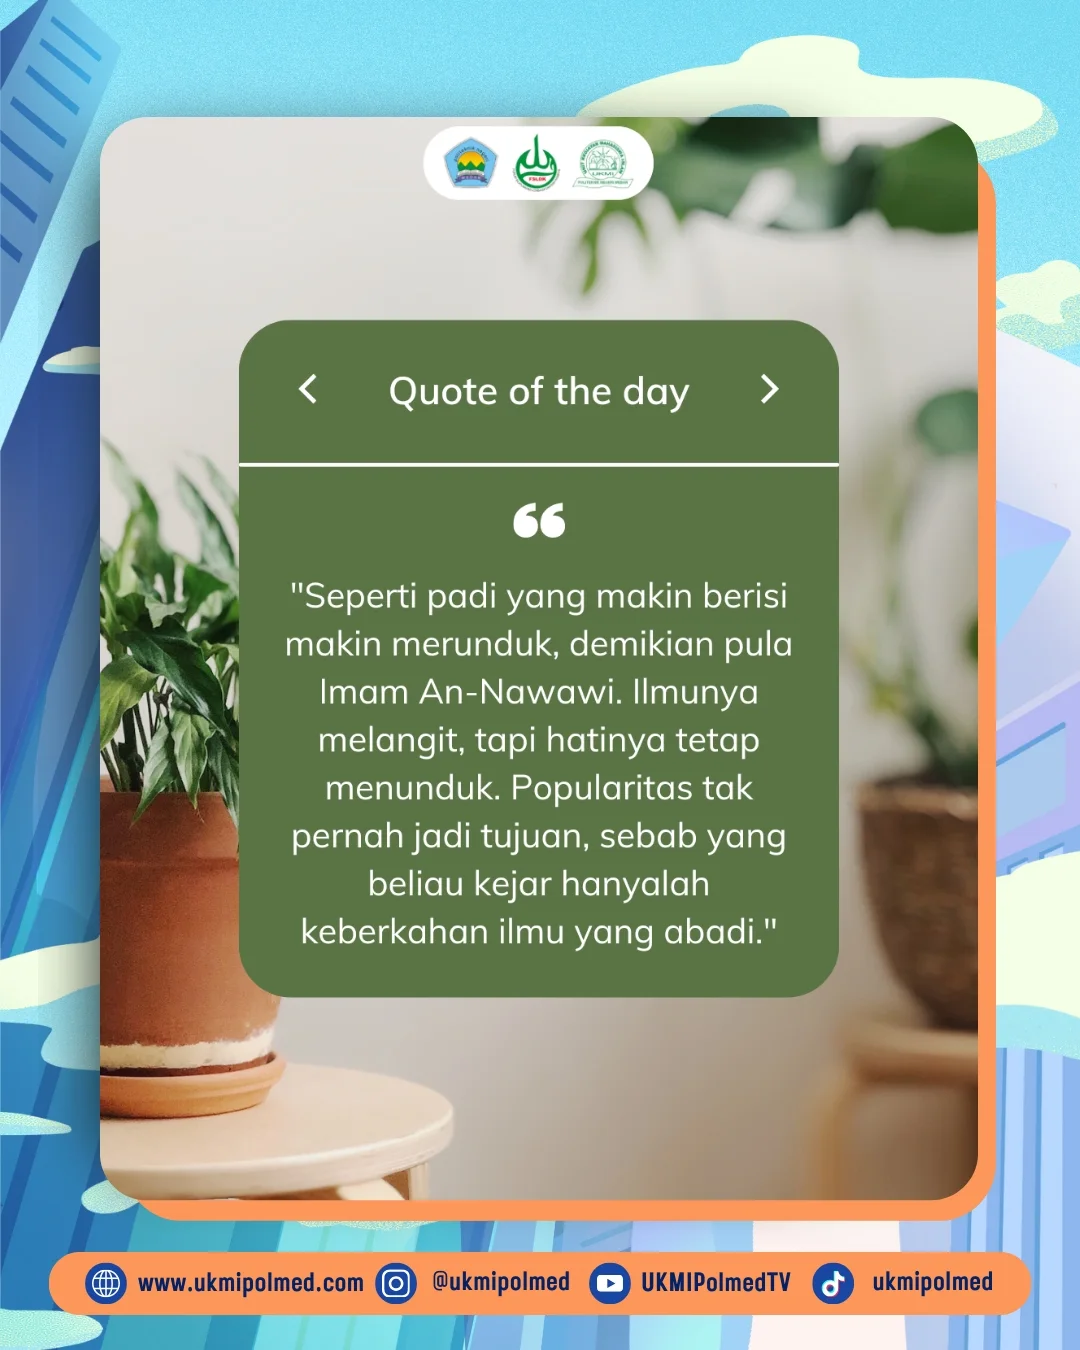 FSLDK
UKMI
Quote of the day
"Seperti padi yang makin berisi
makin merunduk, demikian pula
Imam An-Nawawi. Ilmunya
melangit, tapi hatinya tetap
menunduk. Popularitas tak
pernah jadi tujuan, sebab yang
beliau kejar hanyalah
keberkahan ilmu yang abadi."
www.ukmipolmed.com @ukmipolmed UKMIPolmedTV ukmipolmed